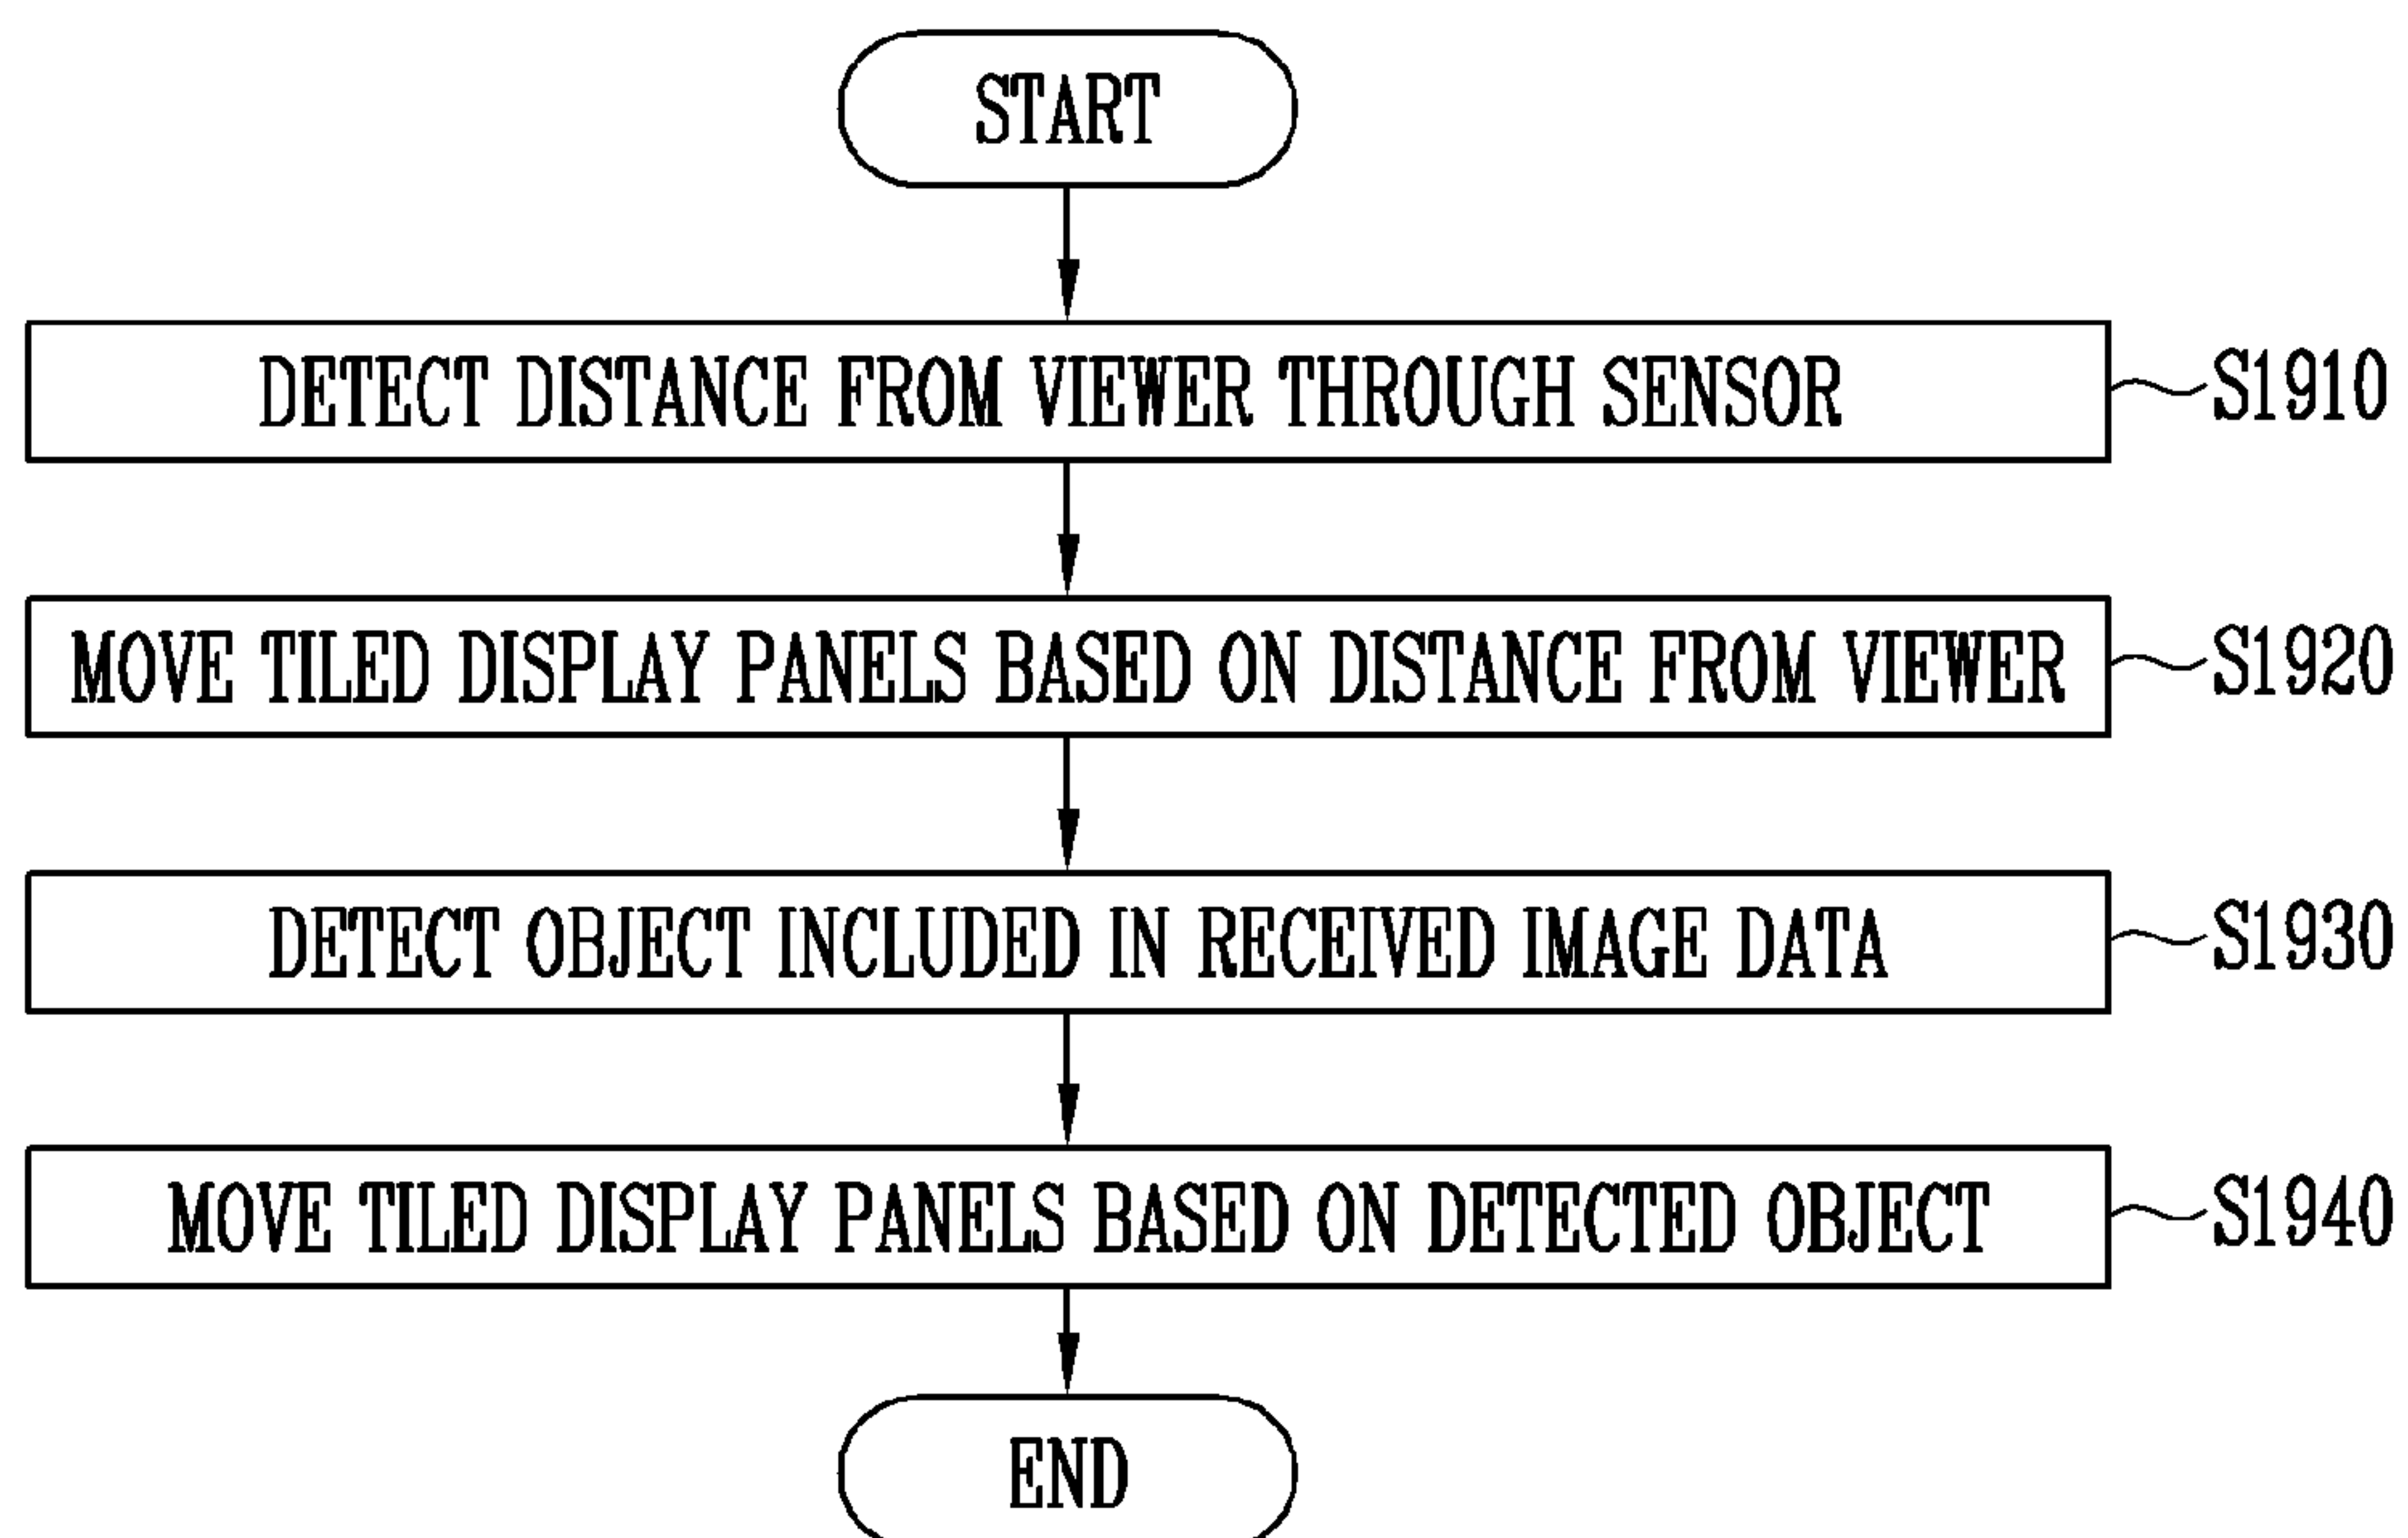 START
DETECT DISTANCE FROM VIEWER THROUGH SENSOR
S1910
MOVE TILED DISPLAY PANELS BASED ON DISTANCE FROM VIEWER
S1920
DETECT OBJECT INCLUDED IN RECEIVED IMAGE DATA
S1930
MOVE TILED DISPLAY PANELS BASED ON DETECTED OBJECT
S1940
END